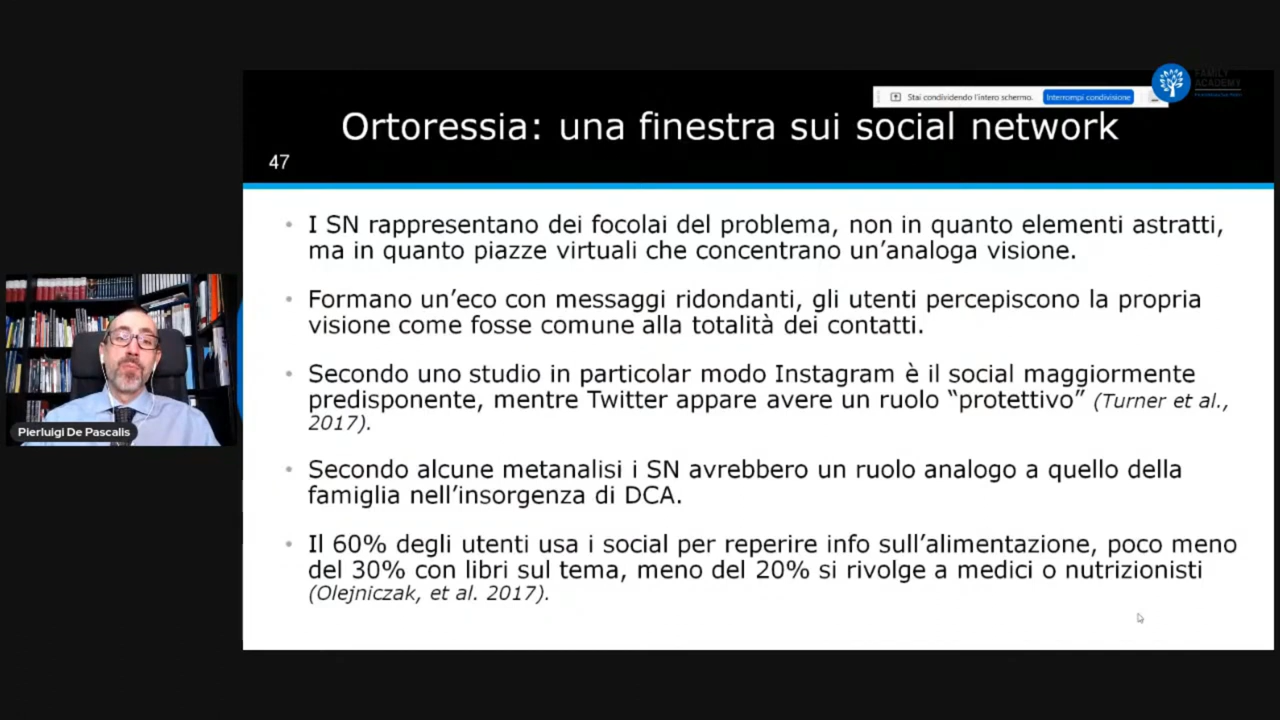 Stai condividendo l'intero schermo.
Interrompi condivisione
FAMILY
ACADEMY
Ortoressia: una finestra sui social network
47
• I SN rappresentano dei focolai del problema, non in quanto elementi astratti,
ma in quanto piazze virtuali che concentrano un'analoga visione.
• Formano un'eco con messaggi ridondanti, gli utenti percepiscono la propria
visione come fosse comune alla totalità dei contatti.
• Secondo uno studio in particolar modo Instagram è il social maggiormente
predisponente, mentre Twitter appare avere un ruolo “protettivo” (Turner et al.,
2017).
• Secondo alcune metanalisi i SN avrebbero un ruolo analogo a quello della
famiglia nell'insorgenza di DCA.
• Il 60% degli utenti usa i social per reperire info sull'alimentazione, poco meno
del 30% con libri sul tema, meno del 20% si rivolge a medici o nutrizionisti
(Olejniczak, et al. 2017).
Pierluigi De Pascalis